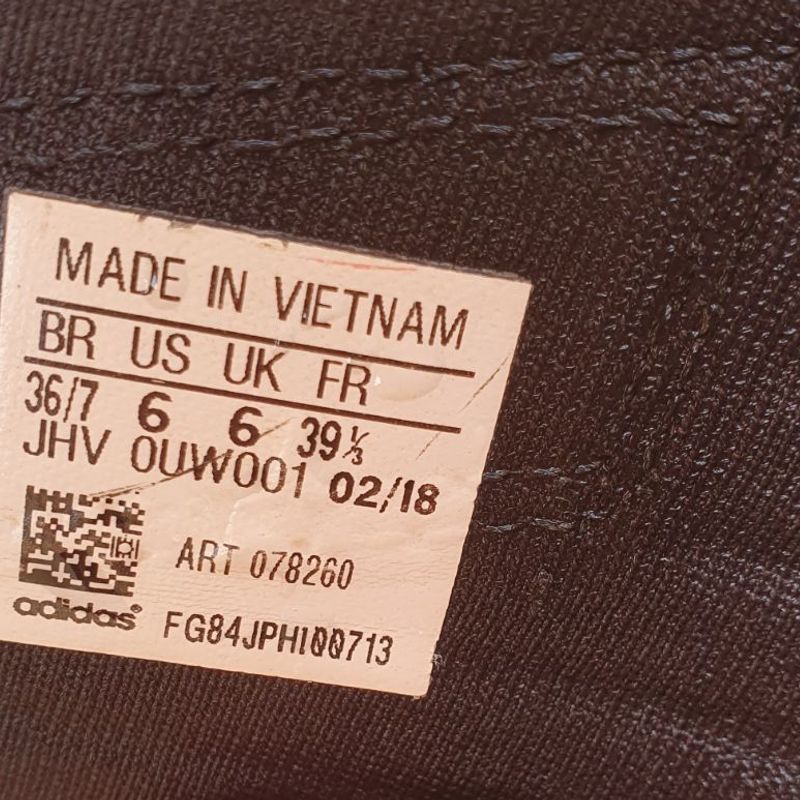 MADE IN VIETNAM
BR US UK FR
36/7 6 6 39⅓
JHV 0UW001 02/18
ART 078260
adidas®
FG84JPHI00713